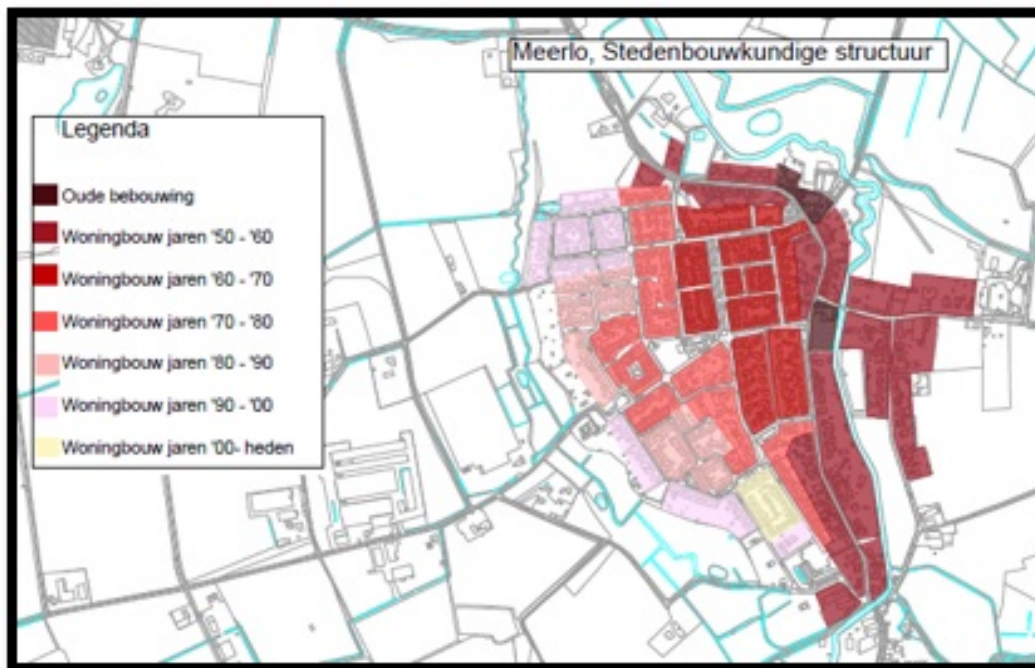 Meerlo, Stedenbouwkundige structuur
Legenda
Oude bebouwing
Woningbouw jaren '50 - '60
Woningbouw jaren '60 - '70
Woningbouw jaren '70 - '80
Woningbouw jaren '80 - '90
Woningbouw jaren '90 - '00
Woningbouw jaren '00- heden